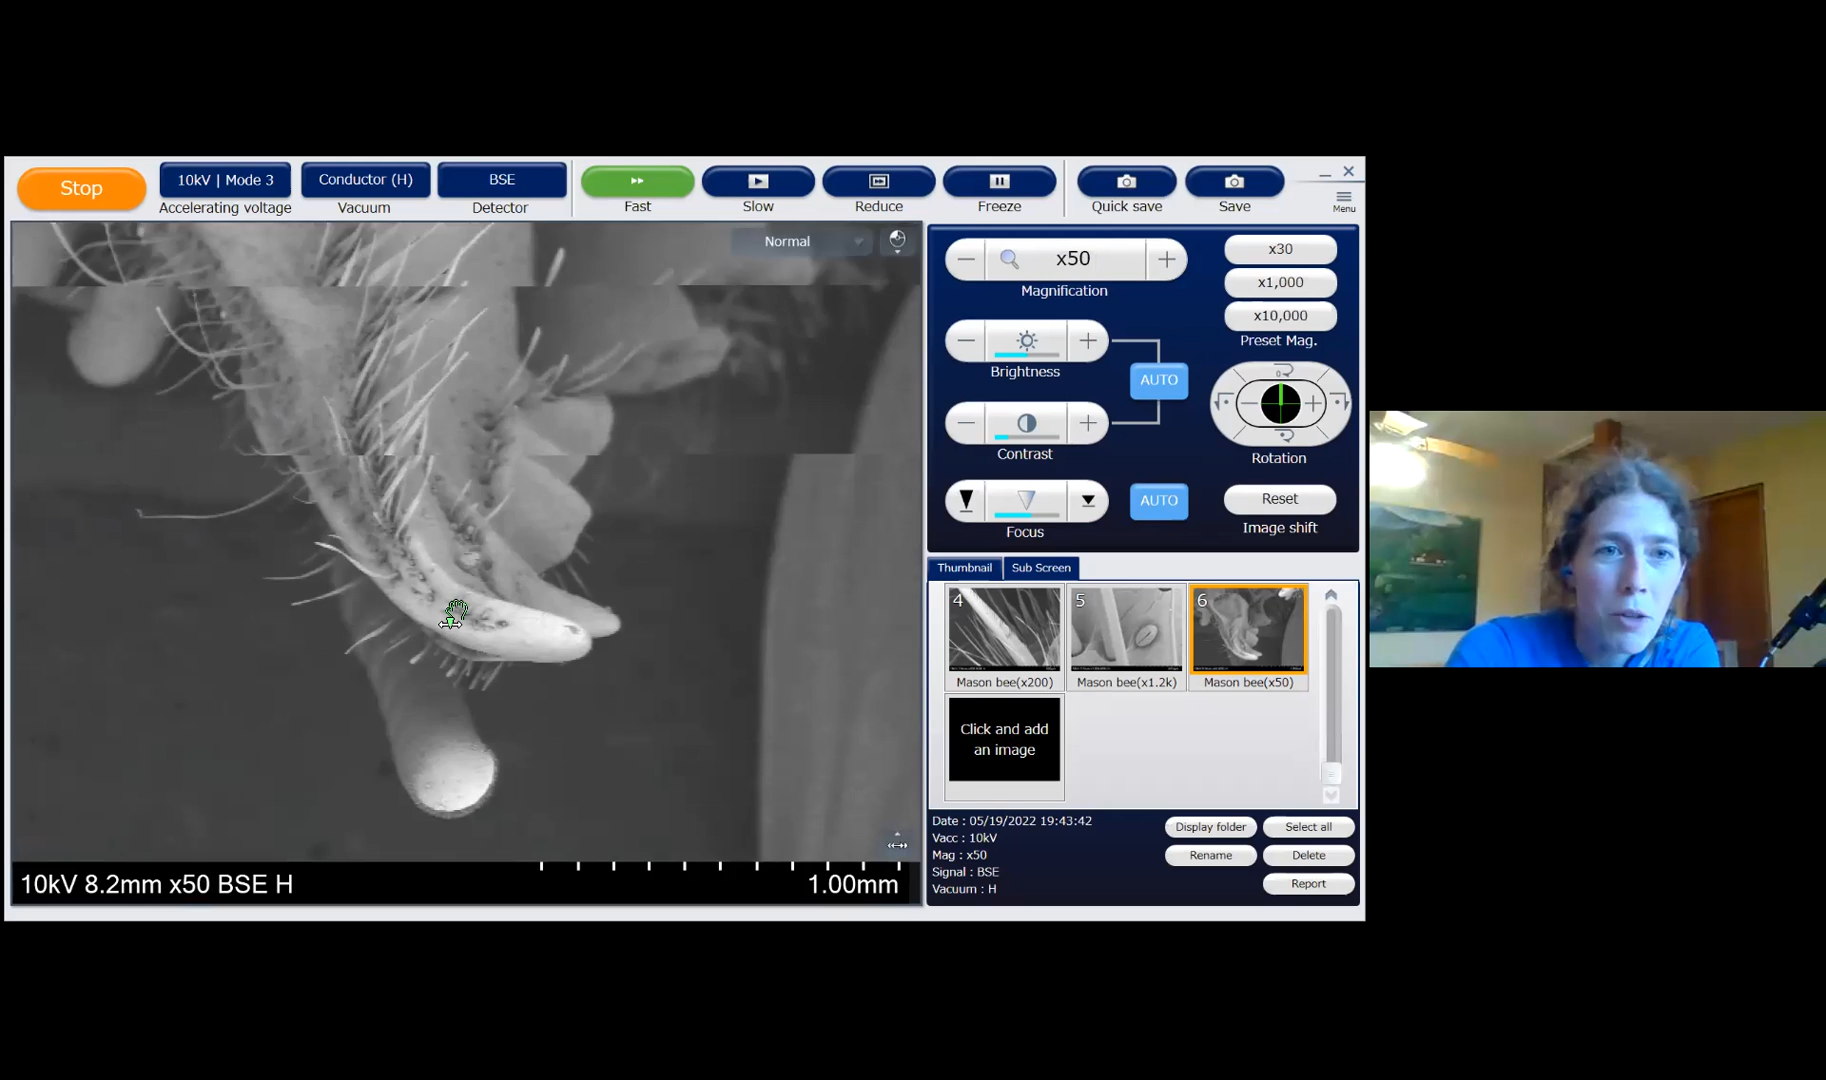 Stop
10kV | Mode 3
Accelerating voltage
Conductor (H)
Vacuum
BSE
Detector
Fast
Slow
Reduce
Freeze
Quick save
Save
Menu
Normal
x50
Magnification
Brightness
AUTO
Contrast
Focus
AUTO
x30
x1,000
x10,000
Preset Mag.
0
Rotation
Reset
Image shift
Thumbnail
Sub Screen
4
5
6
Mason bee(x200)
Mason bee(x1.2k)
Mason bee(x50)
Click and add
an image
Date : 05/19/2022 19:43:42
Vacc : 10kV
Mag : x50
Signal : BSE
Vacuum : H
Display folder
Select all
Rename
Delete
Report
10kV 8.2mm x50 BSE H
1.00mm